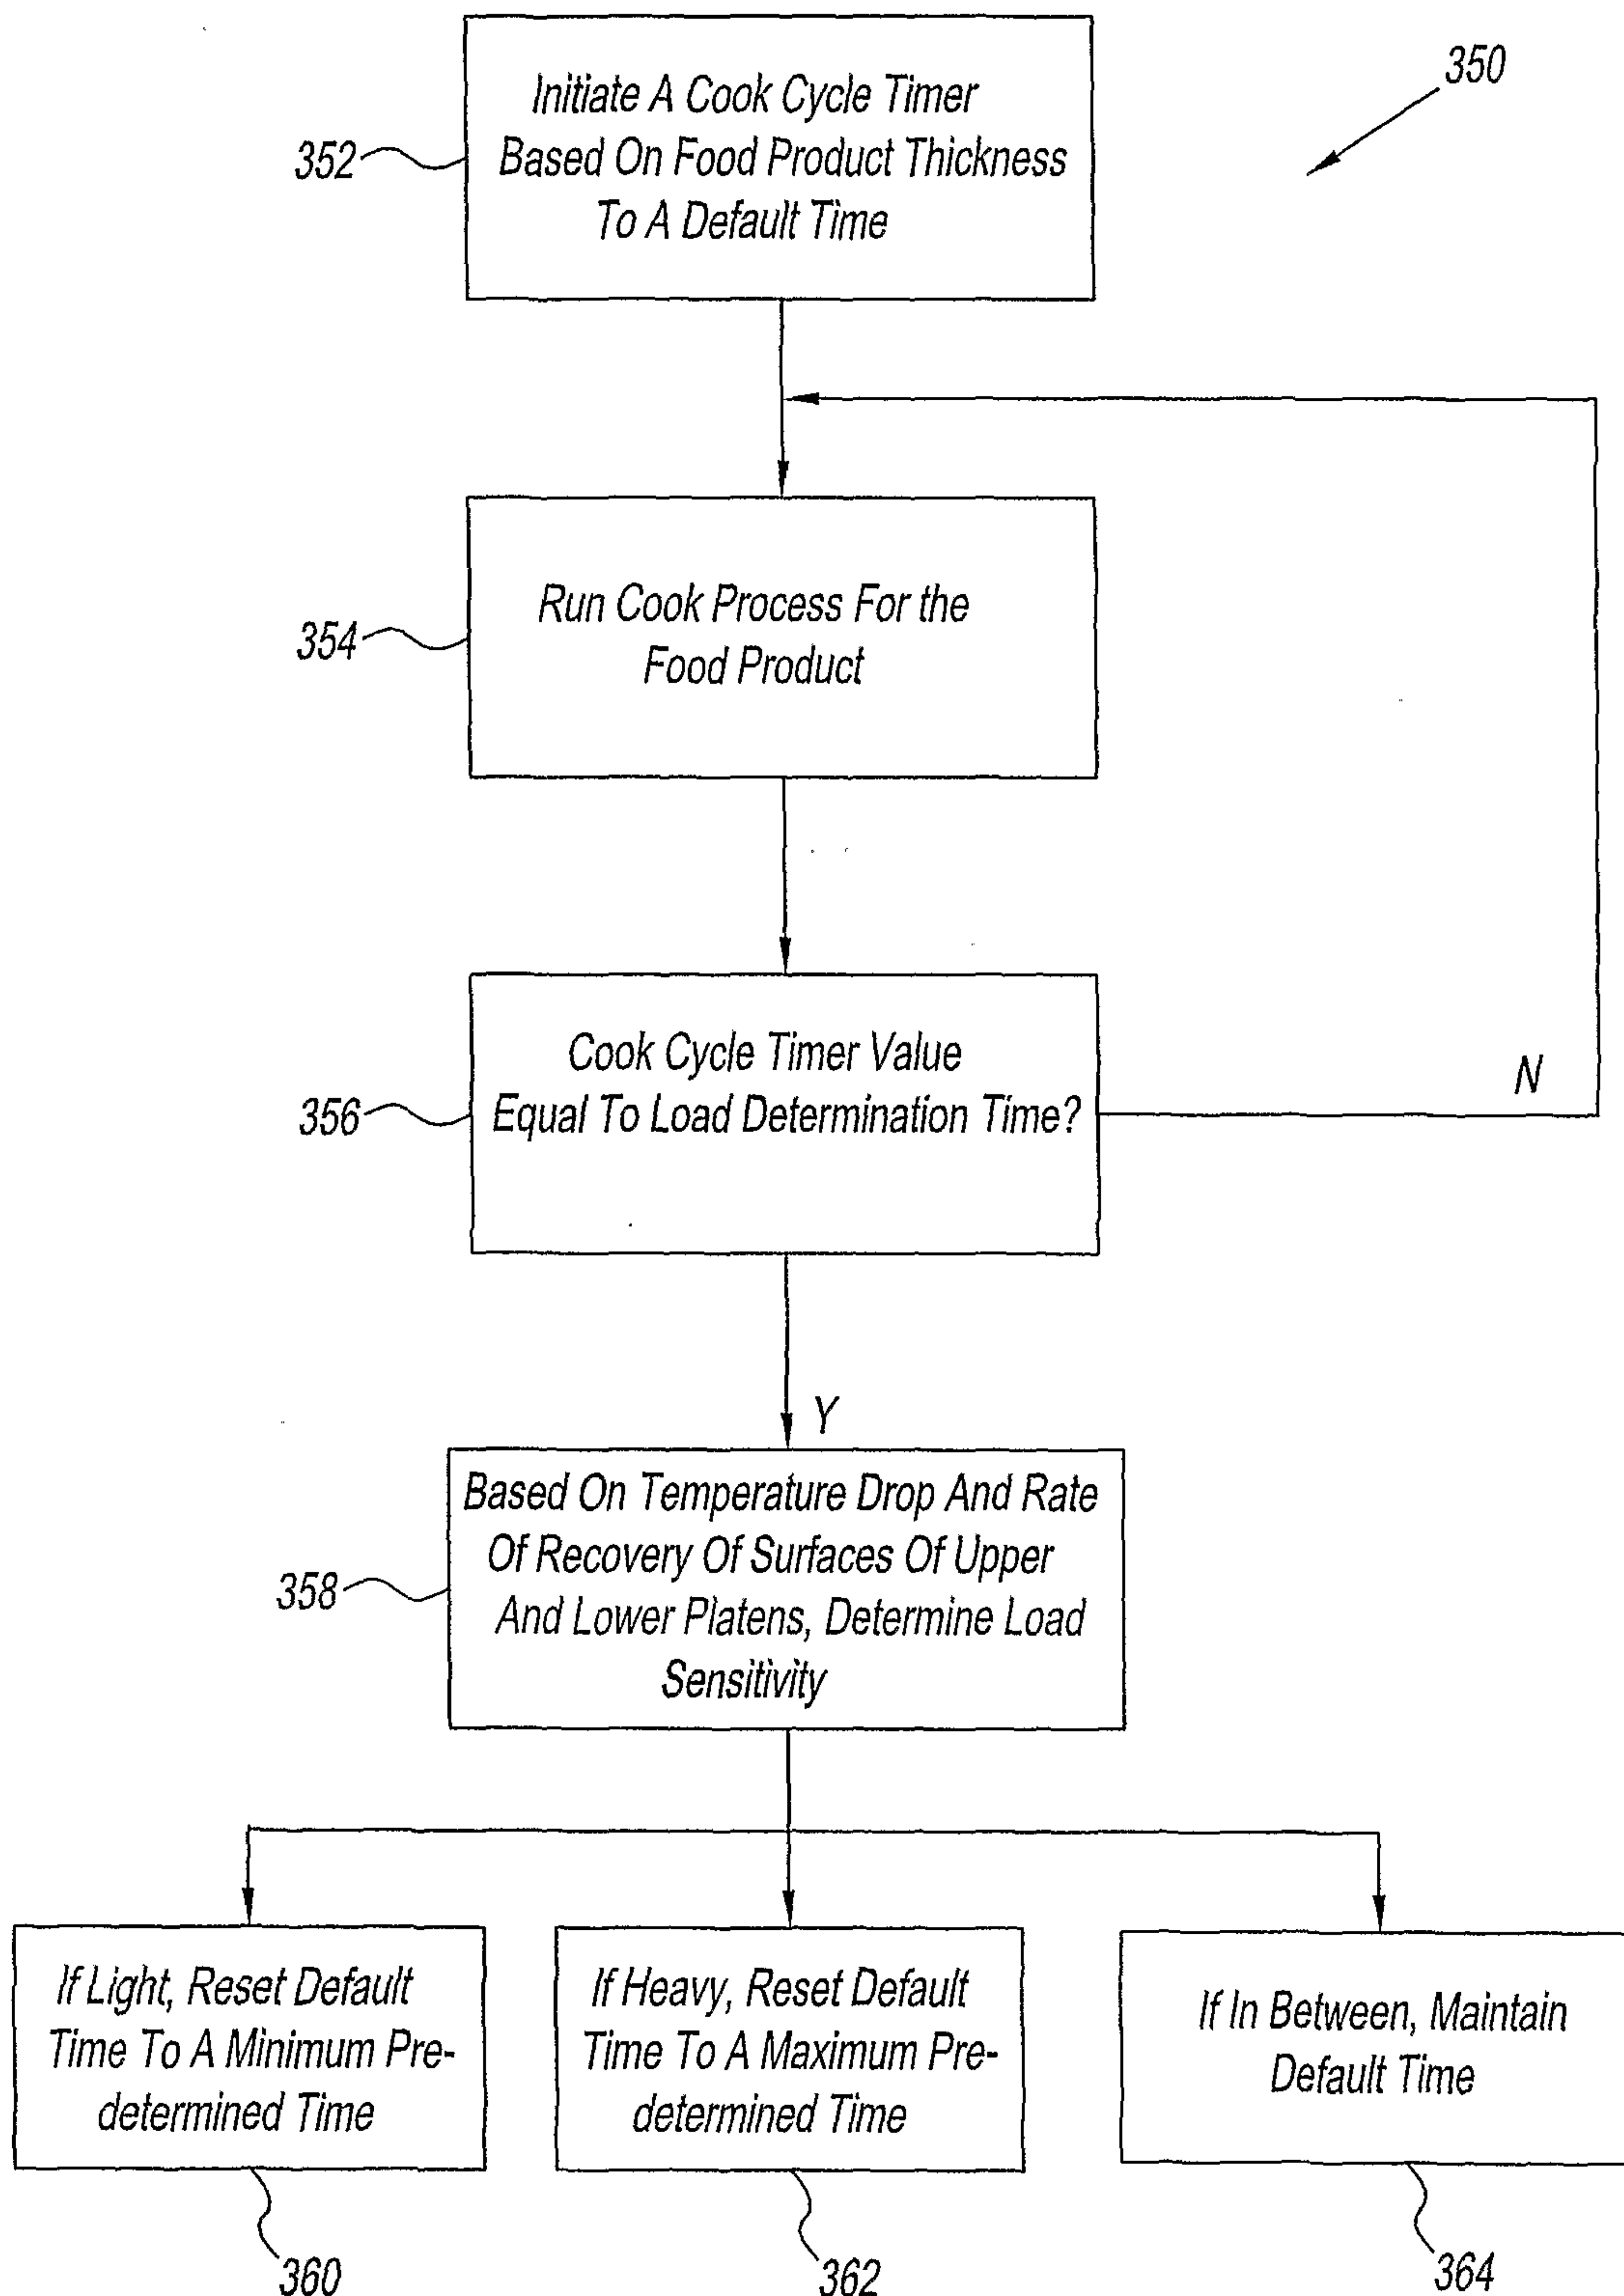 350
Initiate A Cook Cycle Timer
Based On Food Product Thickness
To A Default Time
352
Run Cook Process For the
Food Product
354
Cook Cycle Timer Value
Equal To Load Determination Time?
356
N
Y
Based On Temperature Drop And Rate
Of Recovery Of Surfaces Of Upper
And Lower Platens, Determine Load
Sensitivity
358
If Light, Reset Default
Time To A Minimum Pre-
determined Time
If Heavy, Reset Default
Time To A Maximum Pre-
determined Time
If In Between, Maintain
Default Time
360
362
364